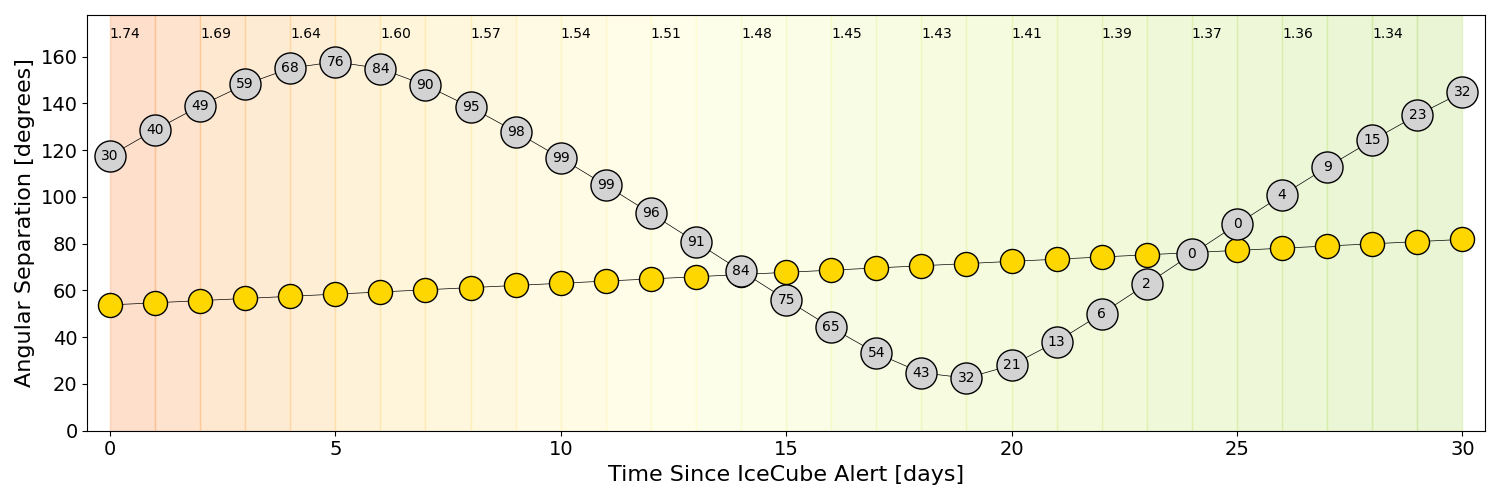 1.74 1.69 1.64 1.60 1.57 1.54 1.51 1.48 1.45 1.43 1.41 1.39 1.37 1.36 1.34
Angular Separation [degrees]
160
140
120
100
80
60
40
20
0
30 40 49 59 68 76 84 90 95 98 99 99 96 91 84 75 65 54 43 32 21 13 6 2 0 0 4 9 15 23 32
0 5 10 15 20 25 30
Time Since IceCube Alert [days]